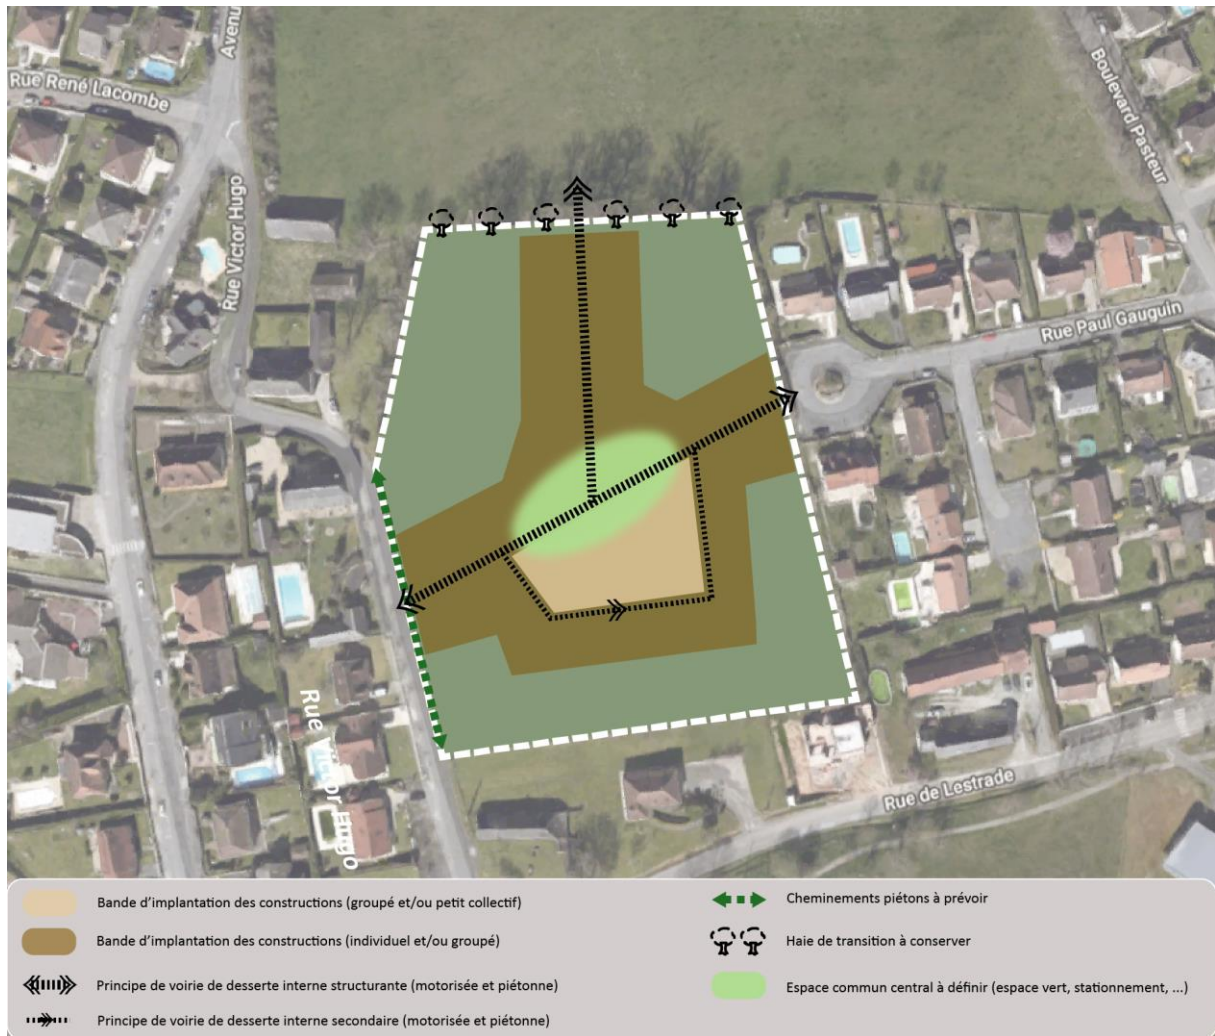 Avenu
Rue René Lacombe
Boulevard Pasteur
Rue Victor Hugo
Rue Paul Gauguin
Rue Victor Hugo
Rue de Lestrade
Bande d'implantation des constructions (groupé et/ou petit collectif)
Bande d'implantation des constructions (individuel et/ou groupé)
Principe de voirie de desserte interne structurante (motorisée et piétonne)
Principe de voirie de desserte interne secondaire (motorisée et piétonne)
Cheminements piétons à prévoir
Haie de transition à conserver
Espace commun central à définir (espace vert, stationnement, ...)